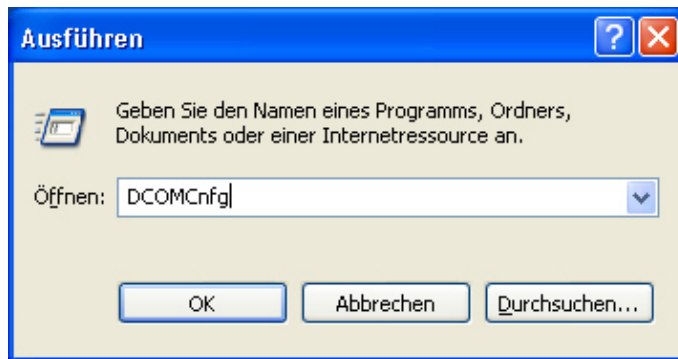 Ausführen
Geben Sie den Namen eines Programms, Ordners,
Dokuments oder einer Internetressource an.
Öffnen: DCOMCnfg
OK Abbrechen Durchsuchen...